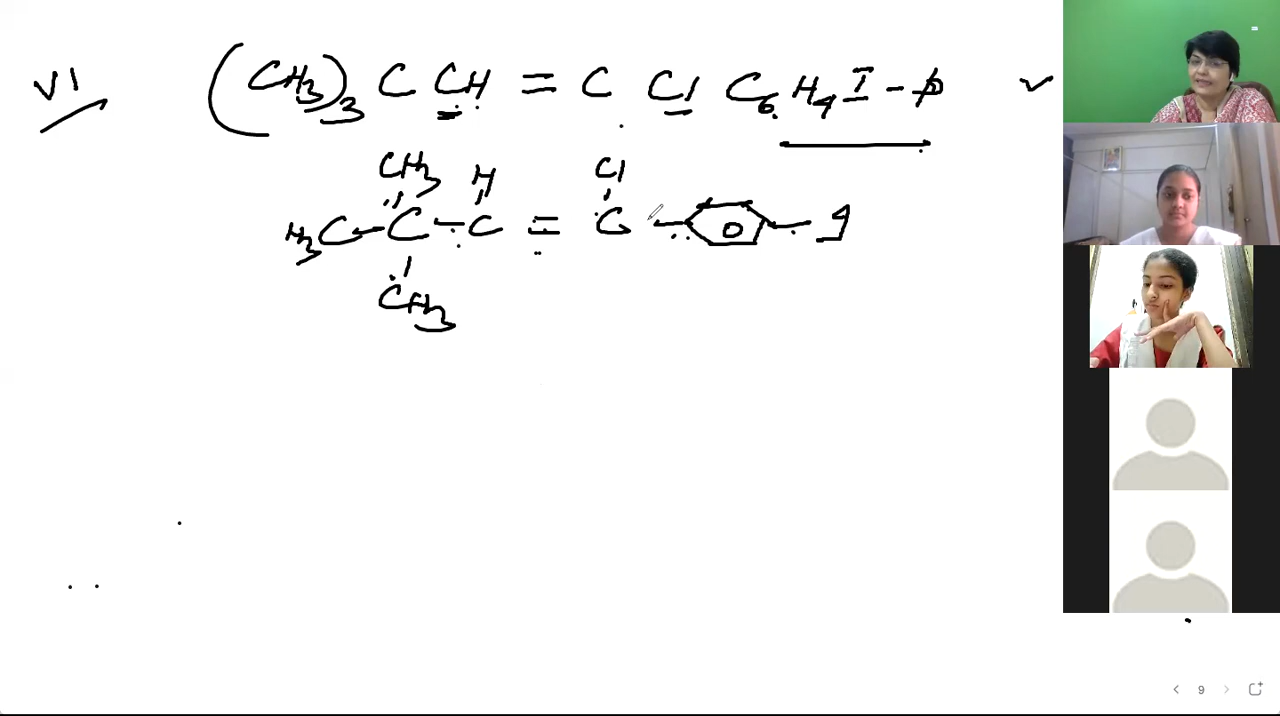 VI (CH3)3 C CH = C Cl C6 H4 I - p
CH3 H Cl
H3C - C - C = C - I
CH3
9